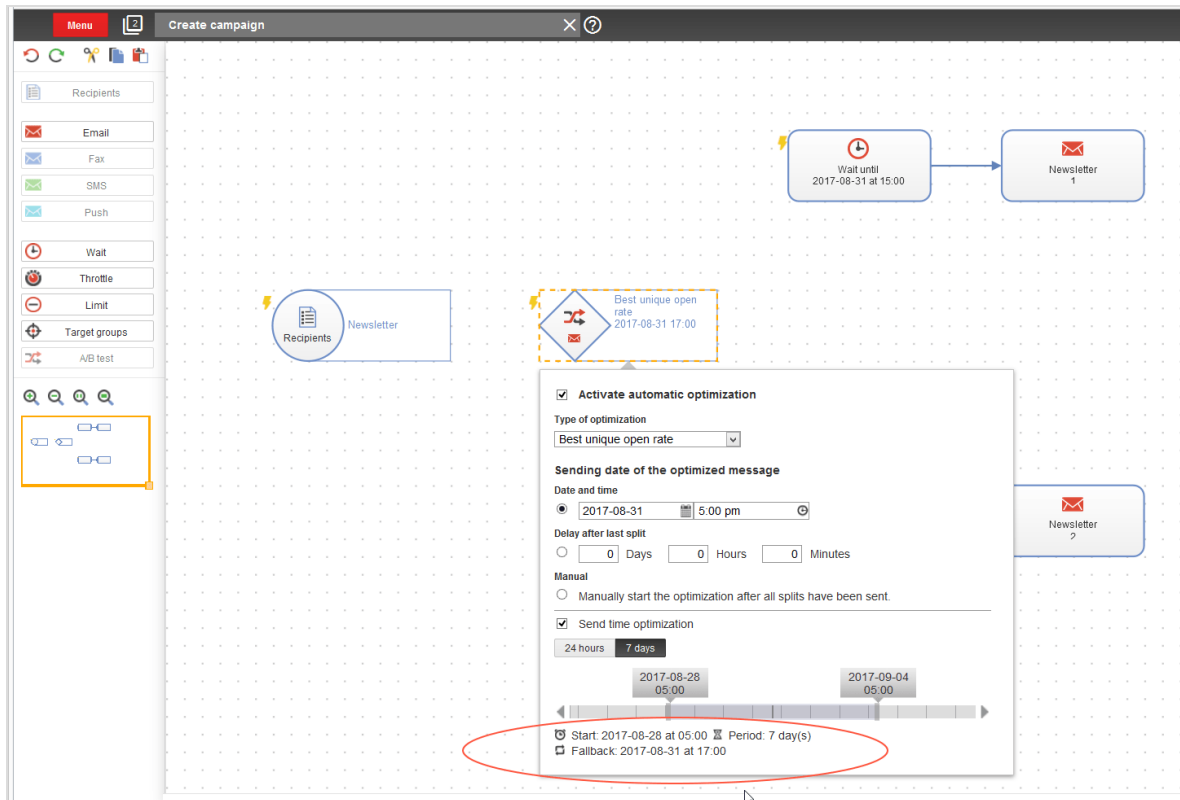 Menu
2
Create campaign
Recipients
Email
Fax
SMS
Push
Wait
Throttle
Limit
Target groups
A/B test
Wait until
2017-08-31 at 15:00
Newsletter
1
Recipients
Newsletter
Best unique open
rate
2017-08-31 17:00
Activate automatic optimization
Type of optimization
Best unique open rate
Sending date of the optimized message
Date and time
2017-08-31 5:00 pm
Delay after last split
0 Days 0 Hours 0 Minutes
Manual
Manually start the optimization after all splits have been sent.
Send time optimization
24 hours 7 days
2017-08-28
05:00
2017-09-04
05:00
Start: 2017-08-28 at 05:00 Period: 7 day(s)
Fallback: 2017-08-31 at 17:00
Newsletter
2